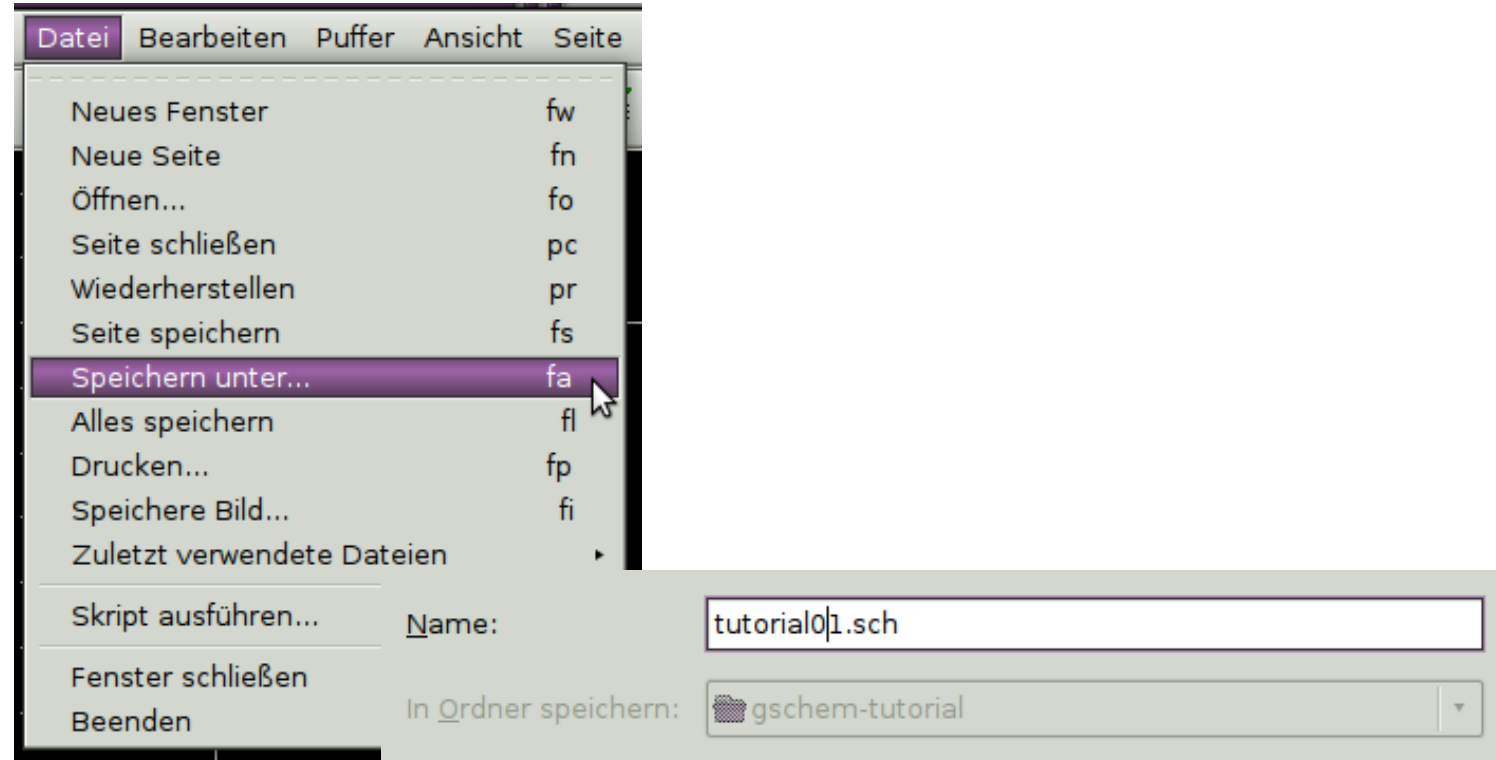 Datei Bearbeiten Puffer Ansicht Seite
Neues Fenster fw
Neue Seite fn
Öffnen... fo
Seite schließen pc
Wiederherstellen pr
Seite speichern fs
Speichern unter... fa
Alles speichern fl
Drucken... fp
Speichere Bild... fi
Zuletzt verwendete Dateien
Skript ausführen...
Fenster schließen
Beenden
Name: tutorial01.sch
In Ordner speichern: gschem-tutorial